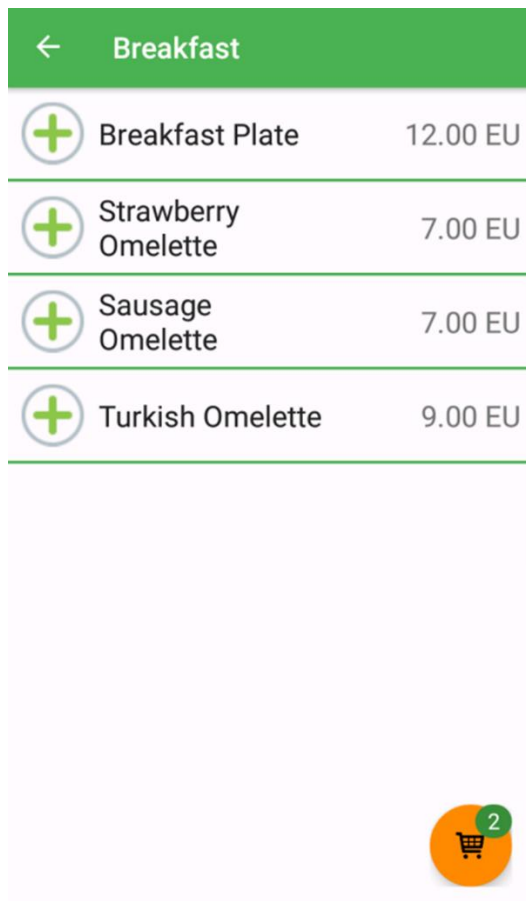 Breakfast
Breakfast Plate 12.00 EU
Strawberry
Omelette 7.00 EU
Sausage
Omelette 7.00 EU
Turkish Omelette 9.00 EU
2